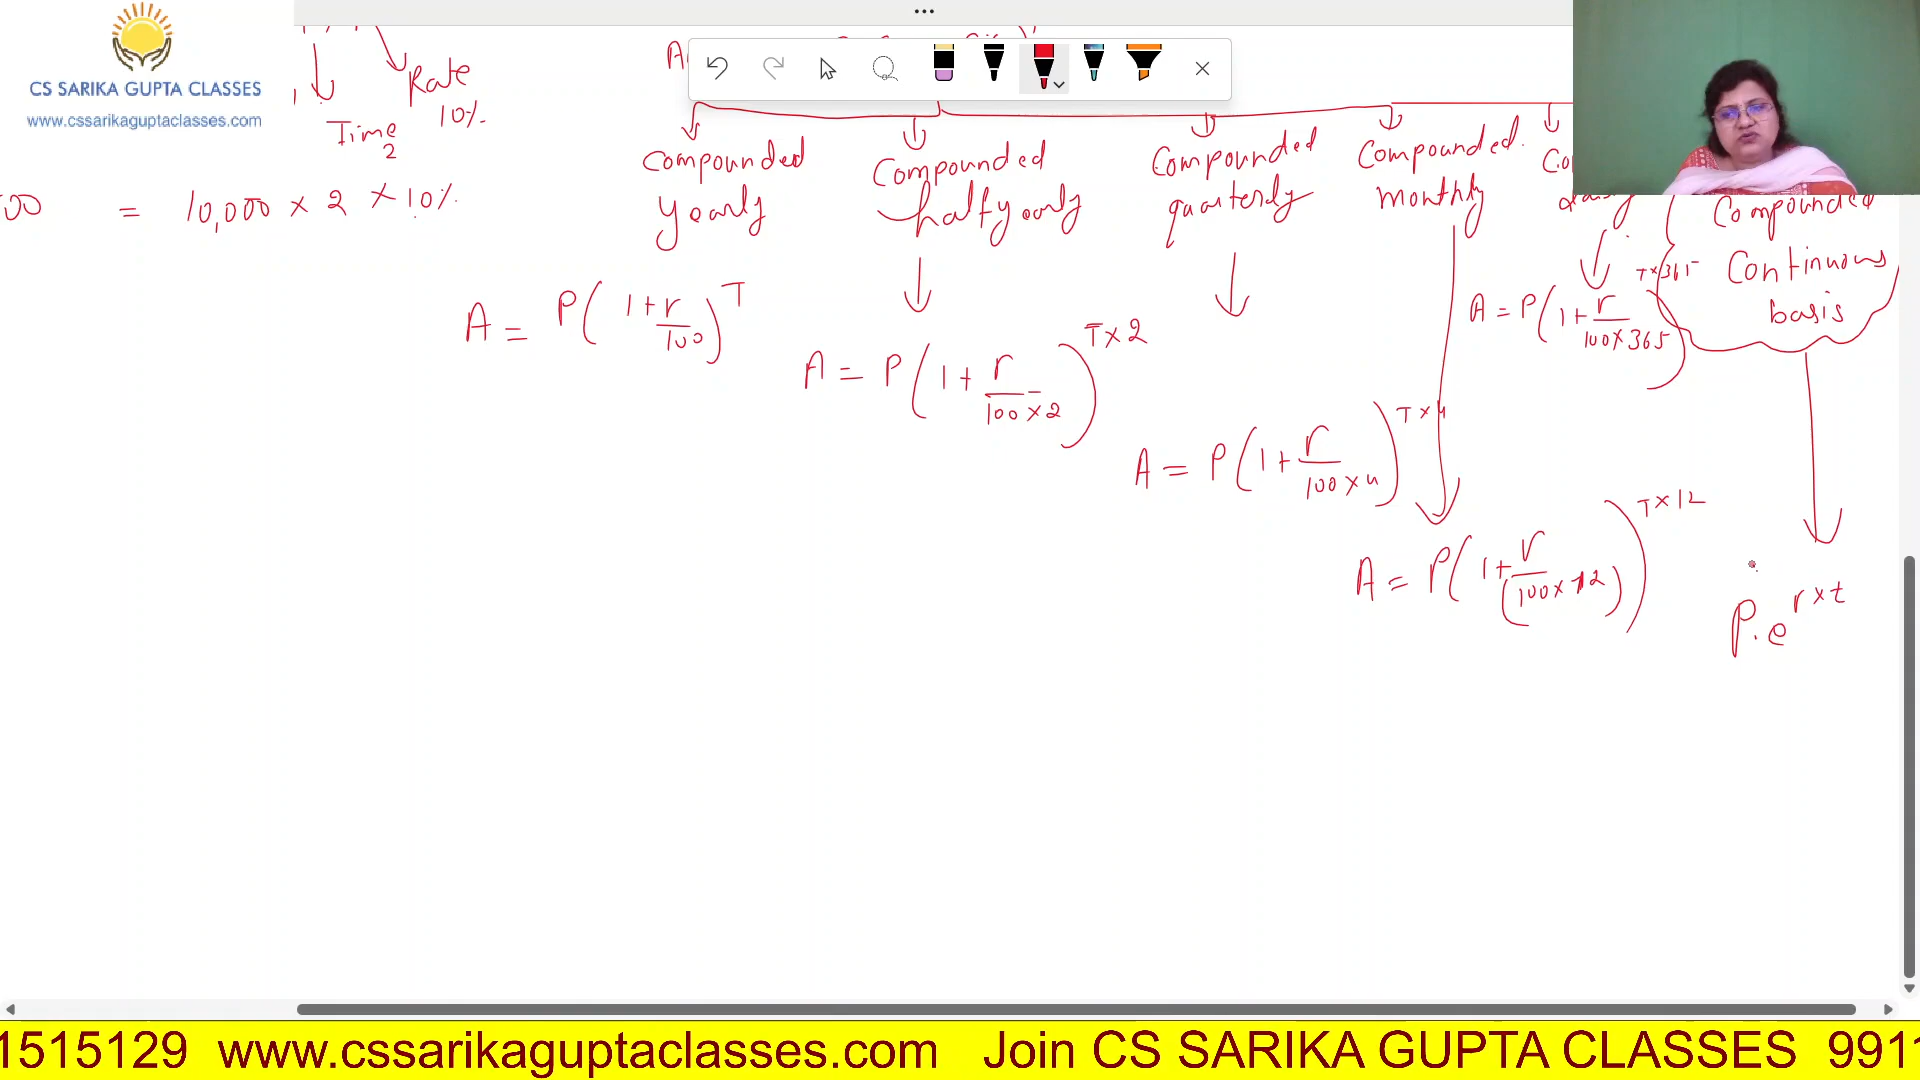 CS SARIKA GUPTA CLASSES
www.cssarikaguptaclasses.com
Rate
10%
Time
2
00 = 10,000 × 2 × 10%
A
Compounded
yearly
Compounded
halfyearly
Compounded
quarterly
Compounded
monthly
Co
Compounded
Continuous
basis
A = P(1+r/100)^T
A = P(1+r/100×2)^T×2
A = P(1+r/100×4)^T×4
A = P(1+r/(100×12))^T×12
A = P(1+r/100×365)^T×365
P.e^r×t
1515129 www.cssarikaguptaclasses.com Join CS SARIKA GUPTA CLASSES 991